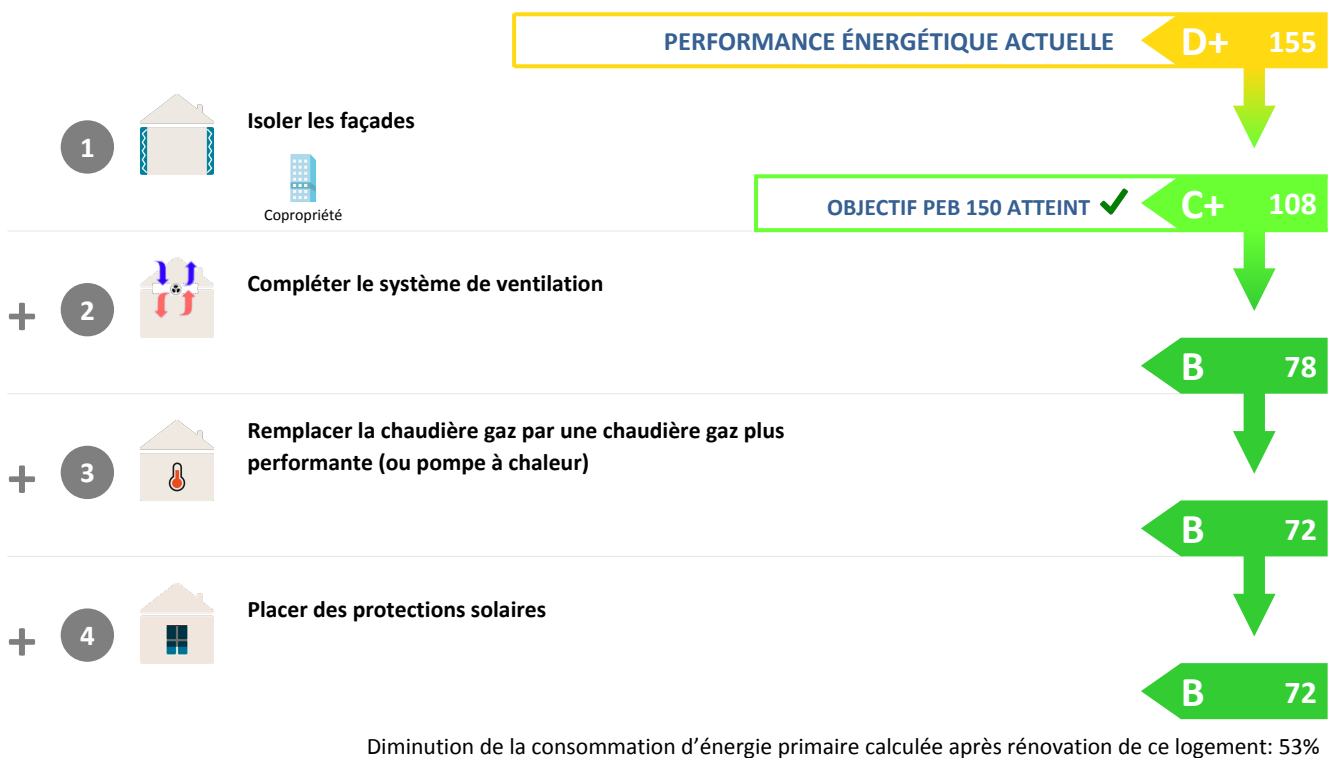 PERFORMANCE ÉNERGÉTIQUE ACTUELLE D+ 155
1 Isoler les façades
Copropriété
OBJECTIF PEB 150 ATTEINT ✔ C+ 108
+ 2 Compléter le système de ventilation
B 78
+ 3 Remplacer la chaudière gaz par une chaudière gaz plus
performante (ou pompe à chaleur)
B 72
+ 4 Placer des protections solaires
B 72
Diminution de la consommation d’énergie primaire calculée après rénovation de ce logement: 53%